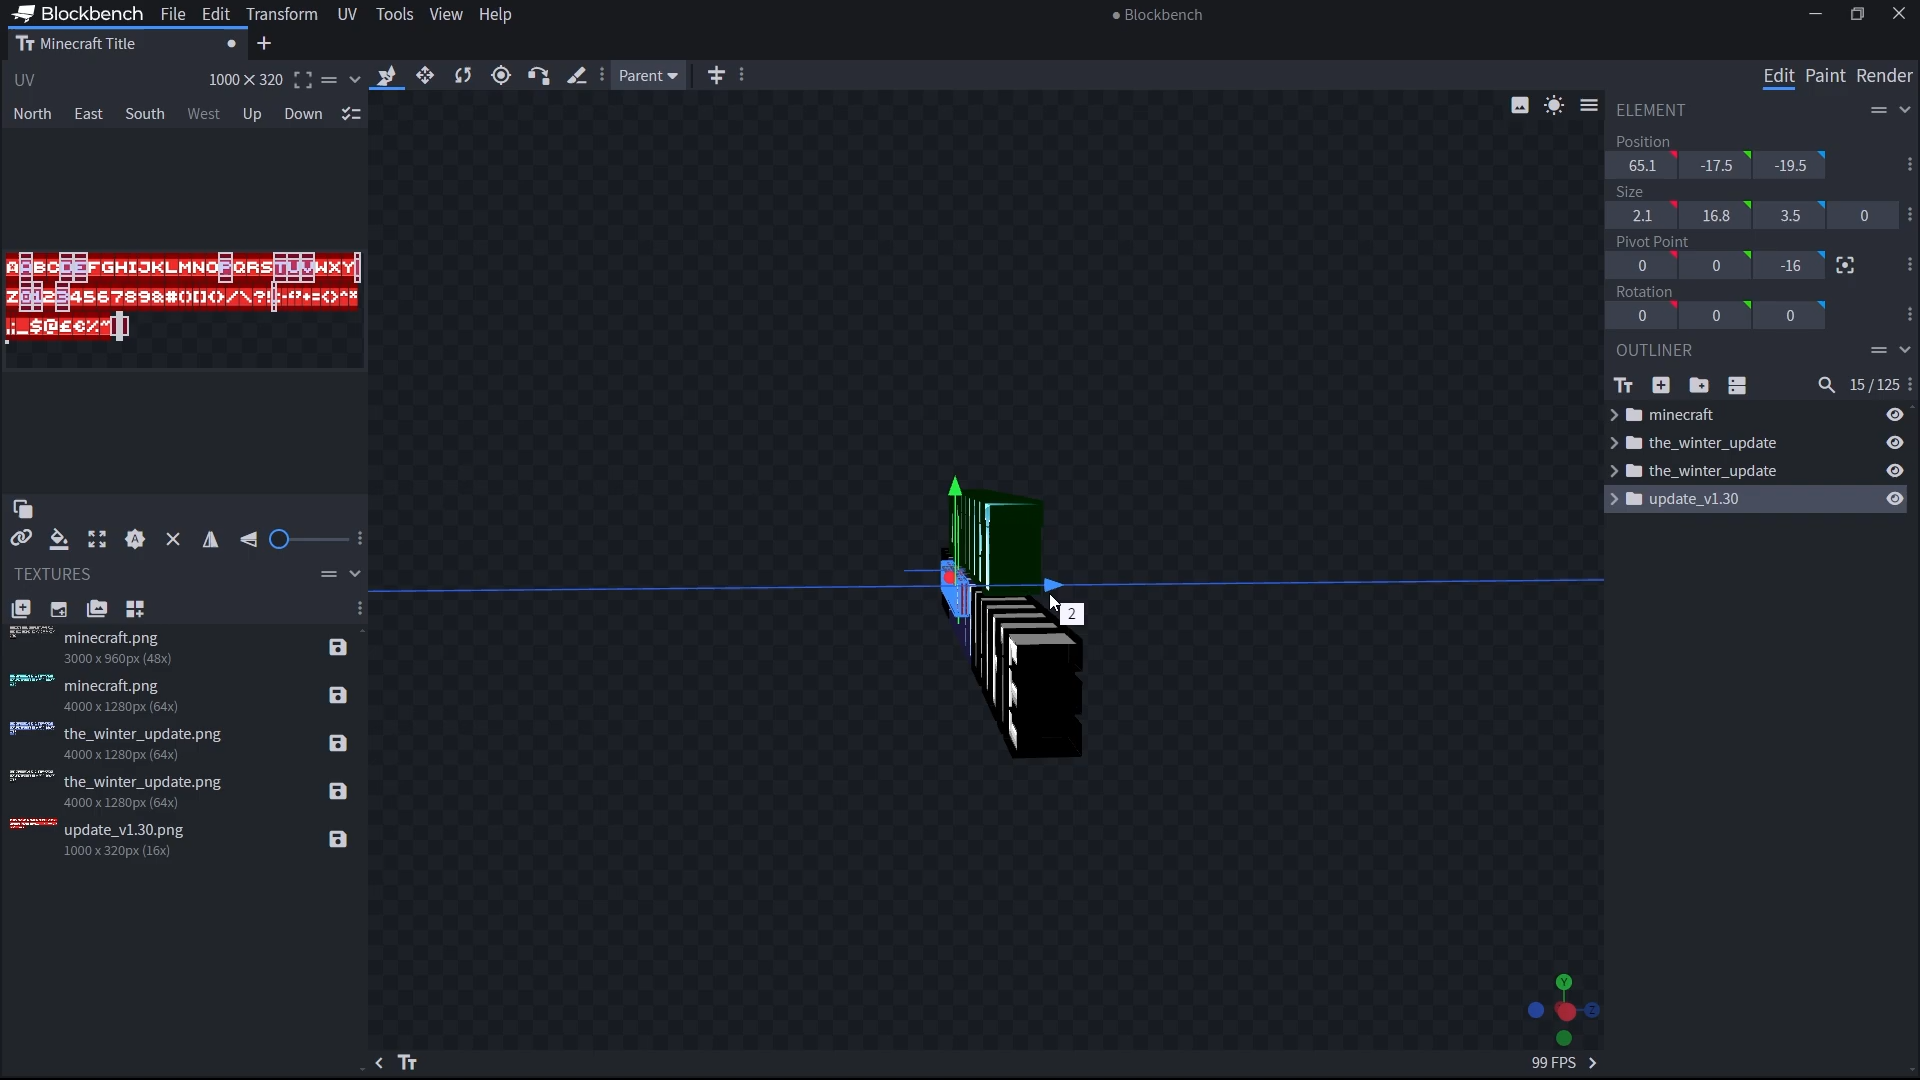 Blockbench File Edit Transform UV Tools View Help
Blockbench
Minecraft Title
UV 1000 × 320
North East South West Up Down
Parent
Edit Paint Render
ABCDEFGHIJKLMNOPQRSTUVWXY
Z0123456789&#()[]{}/\?!
_$@£€%
ELEMENT
Position
65.1 -17.5 -19.5
Size
2.1 16.8 3.5 0
Pivot Point
0 0 -16
Rotation
0 0 0
OUTLINER
15 / 125
minecraft
the_winter_update
the_winter_update
update_v1.30
TEXTURES
minecraft.png
3000 x 960px (48x)
minecraft.png
4000 x 1280px (64x)
the_winter_update.png
4000 x 1280px (64x)
the_winter_update.png
4000 x 1280px (64x)
update_v1.30.png
1000 x 320px (16x)
2
Y
Z
99 FPS